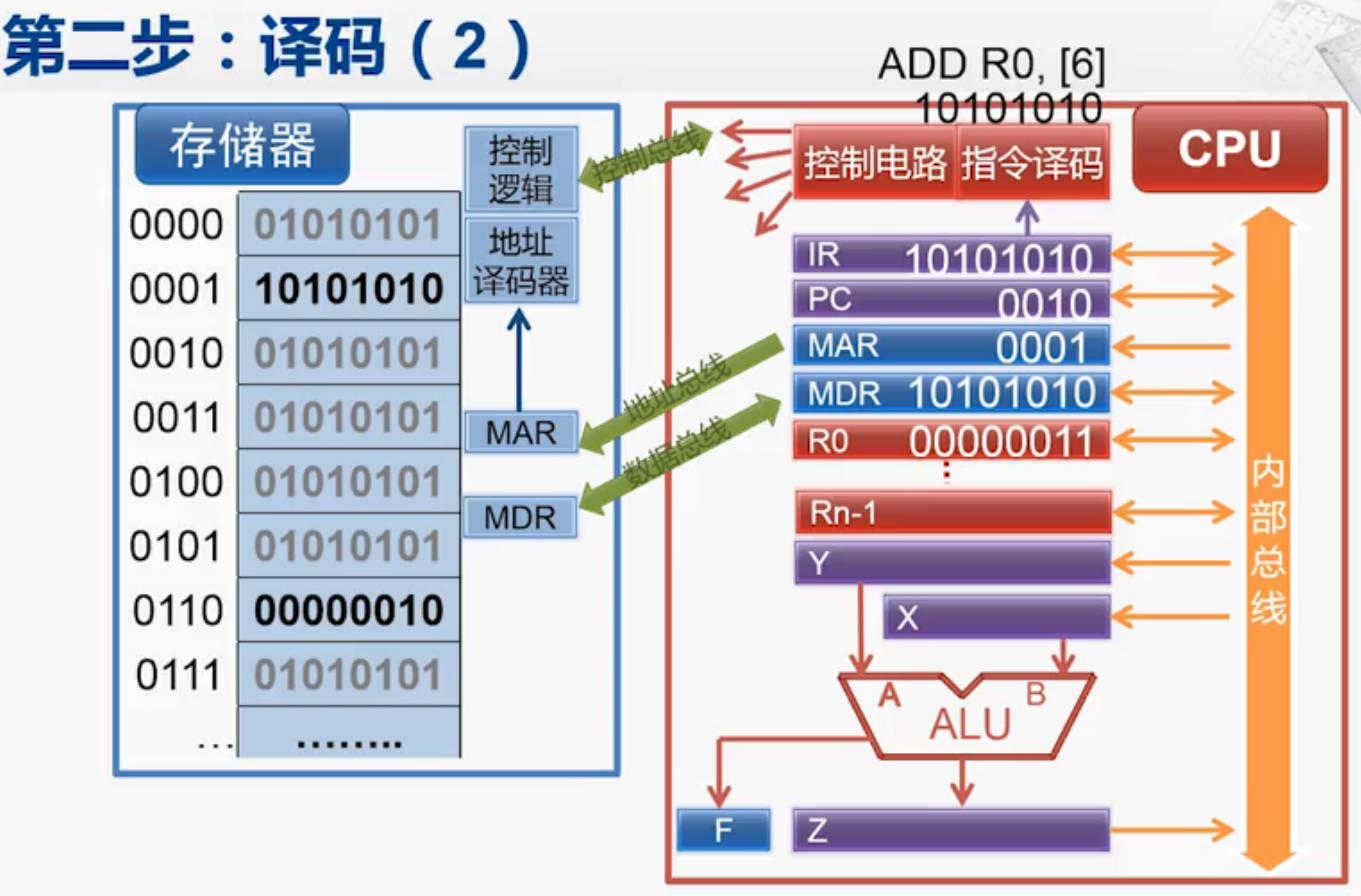 第二步：译码（2）
ADD R0, [6]
10101010
存储器
控制
逻辑
控制总线
控制电路
指令译码
CPU
0000 01010101
0001 10101010
0010 01010101
0011 01010101
0100 01010101
0101 01010101
0110 00000010
0111 01010101
... ........
地址
译码器
MAR
MDR
地址总线
数据总线
IR 10101010
PC 0010
MAR 0001
MDR 10101010
R0 00000011
Rn-1
Y
X
A
B
ALU
F
Z
内部总线